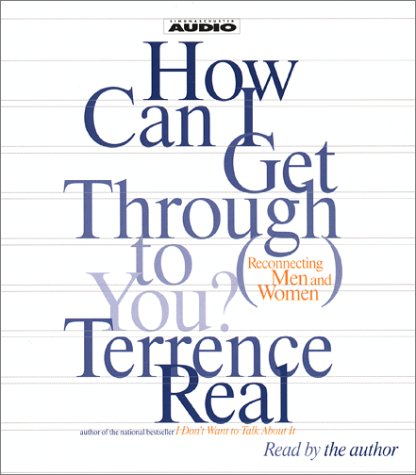 SIMON & SCHUSTER
AUDIO
How
Can I
Get
Through
to
You?
(Reconnecting
Men and
Women)
Terrence
Real
author of the national bestseller I Don't Want to Talk About It
Read by the author